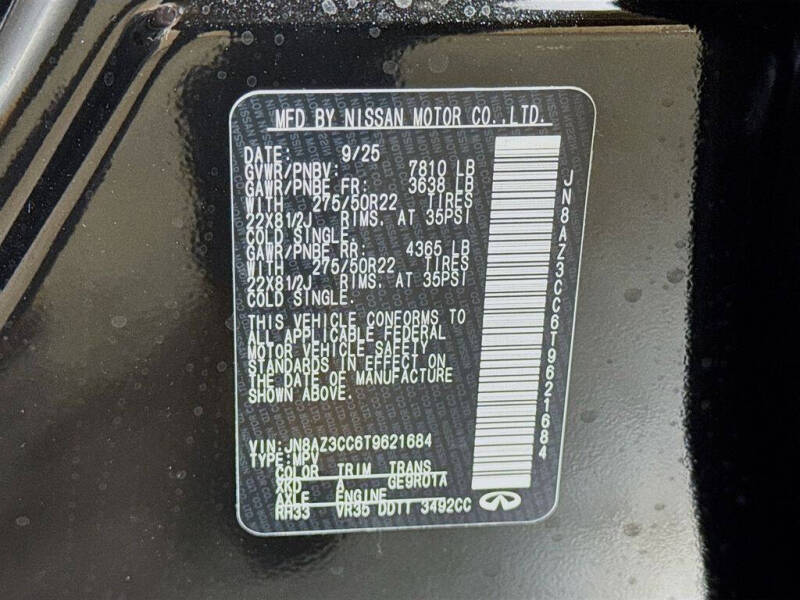 MFD BY NISSAN MOTOR CO.,LTD.
DATE: 9/25
GVWR/PNBV: 7810 LB
GAWR/PNBE FR: 3638 LB
WITH 275/50R22 TIRES
22X81/2J RIMS. AT 35PSI
COLD SINGLE.
GAWR/PNBE RR: 4365 LB
WITH 275/50R22 TIRES
22X81/2J RIMS. AT 35PSI
COLD SINGLE.
THIS VEHICLE CONFORMS TO
ALL APPLICABLE FEDERAL
MOTOR VEHICLE SAFETY
STANDARDS IN EFFECT ON
THE DATE OF MANUFACTURE
SHOWN ABOVE.
VIN:JN8AZ3CC6T9621684
TYPE:MPV
COLOR TRIM TRANS
XKD A GE9R01A
AXLE ENGINE
RH33 VR35 DDTT 3492CC
JN8AZ3CC6T9621684